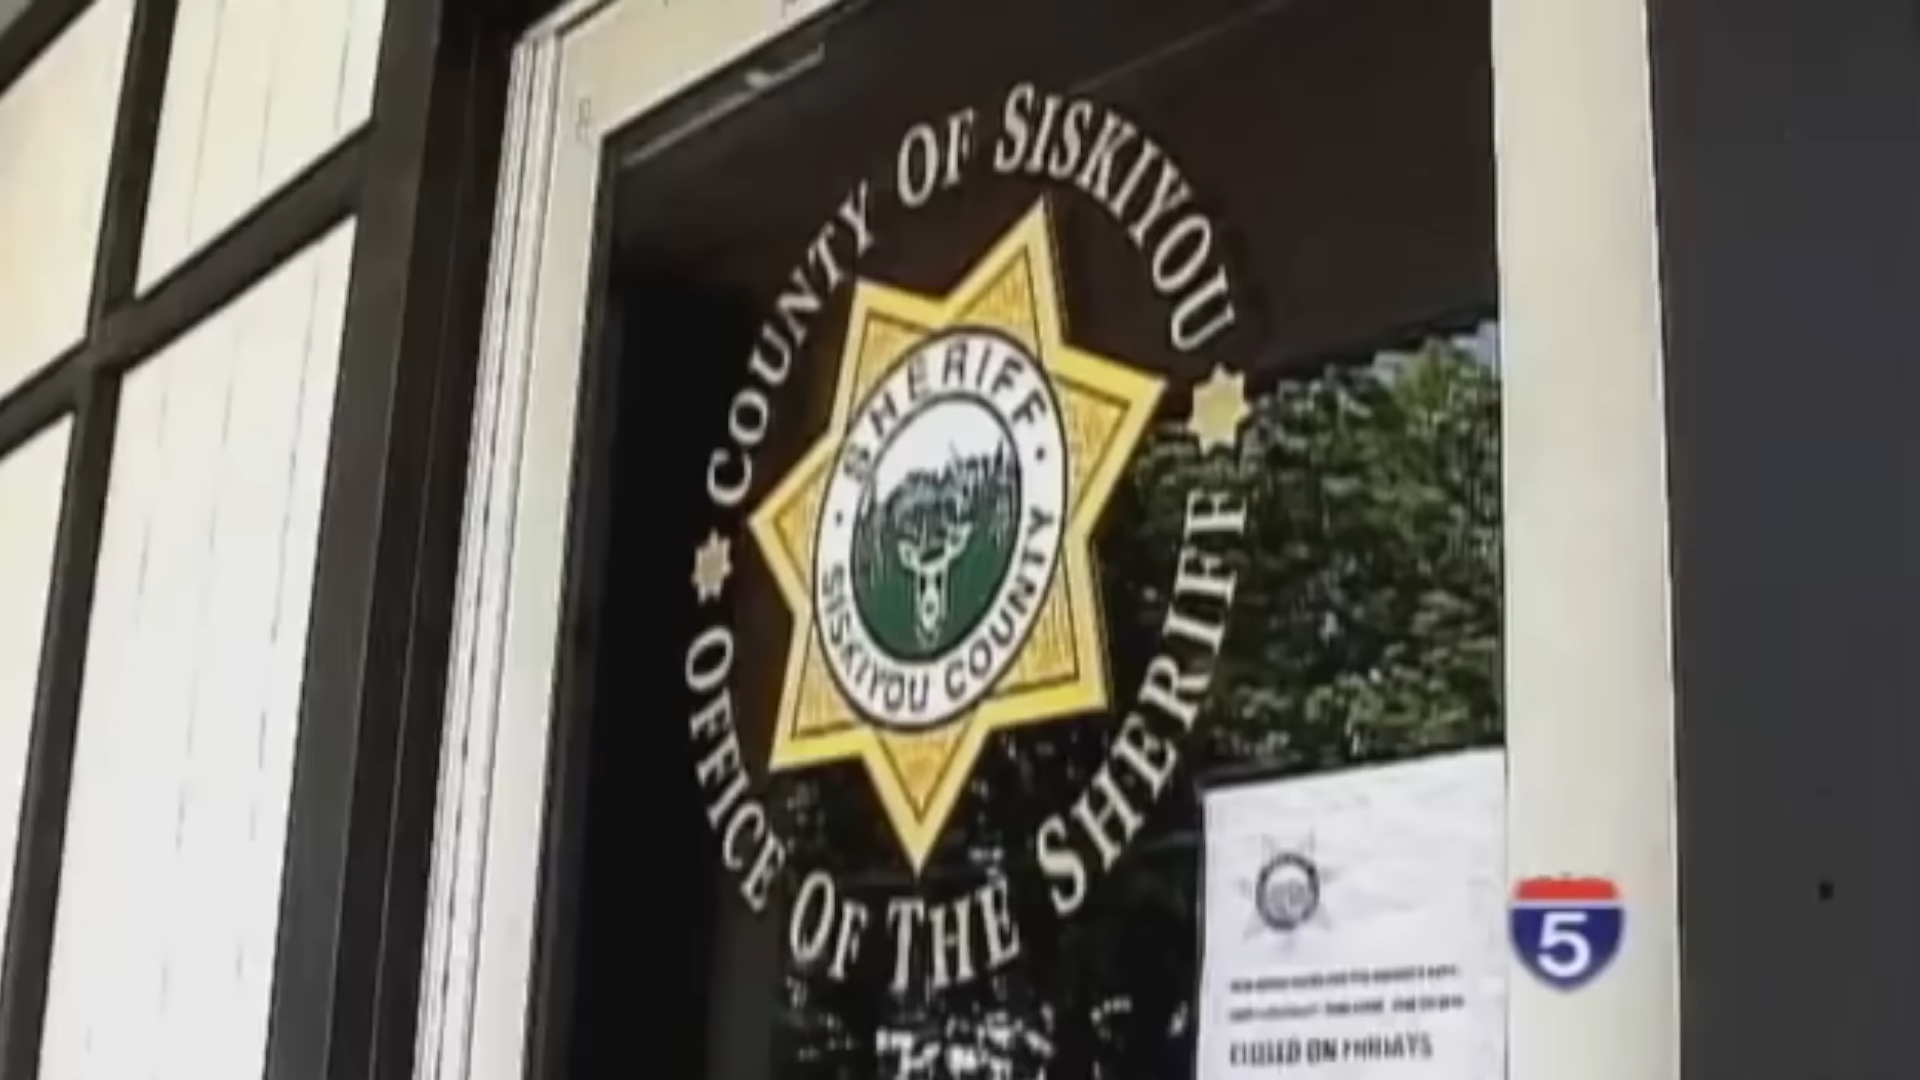 COUNTY OF SISKIYOU
SHERIFF
SISKIYOU COUNTY
OFFICE OF THE SHERIFF
CLOSED ON FRIDAYS
5